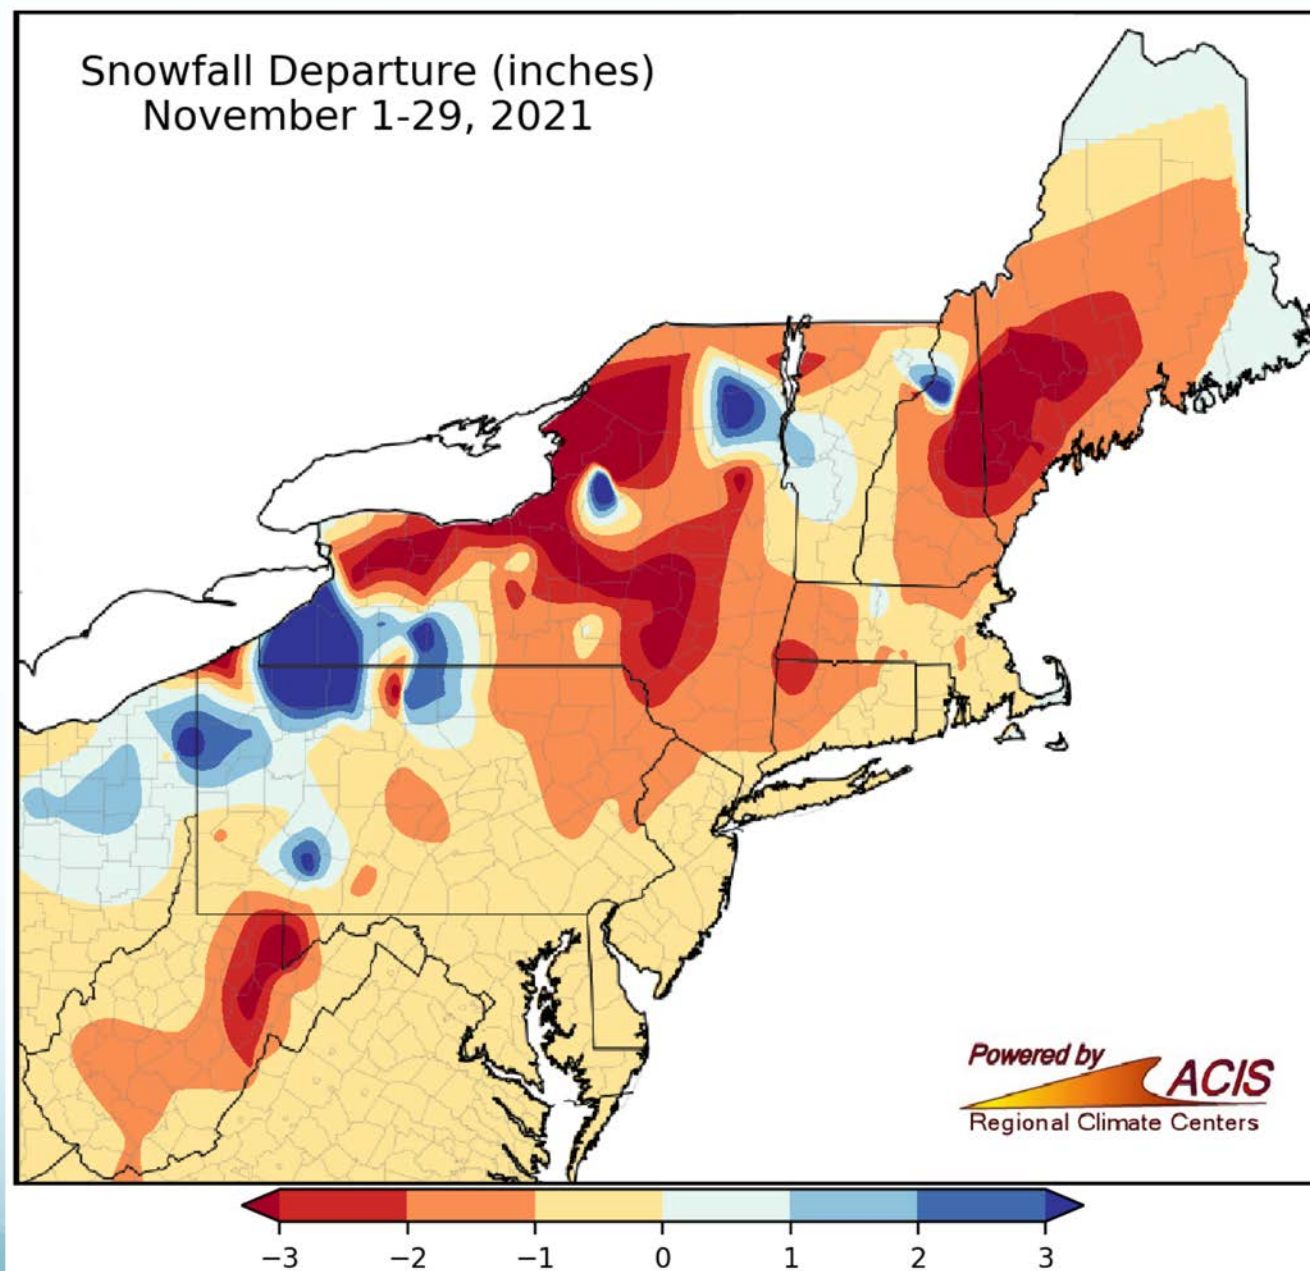 Snowfall Departure (inches)
November 1-29, 2021
Powered by
ACIS
Regional Climate Centers
−3 −2 −1 0 1 2 3